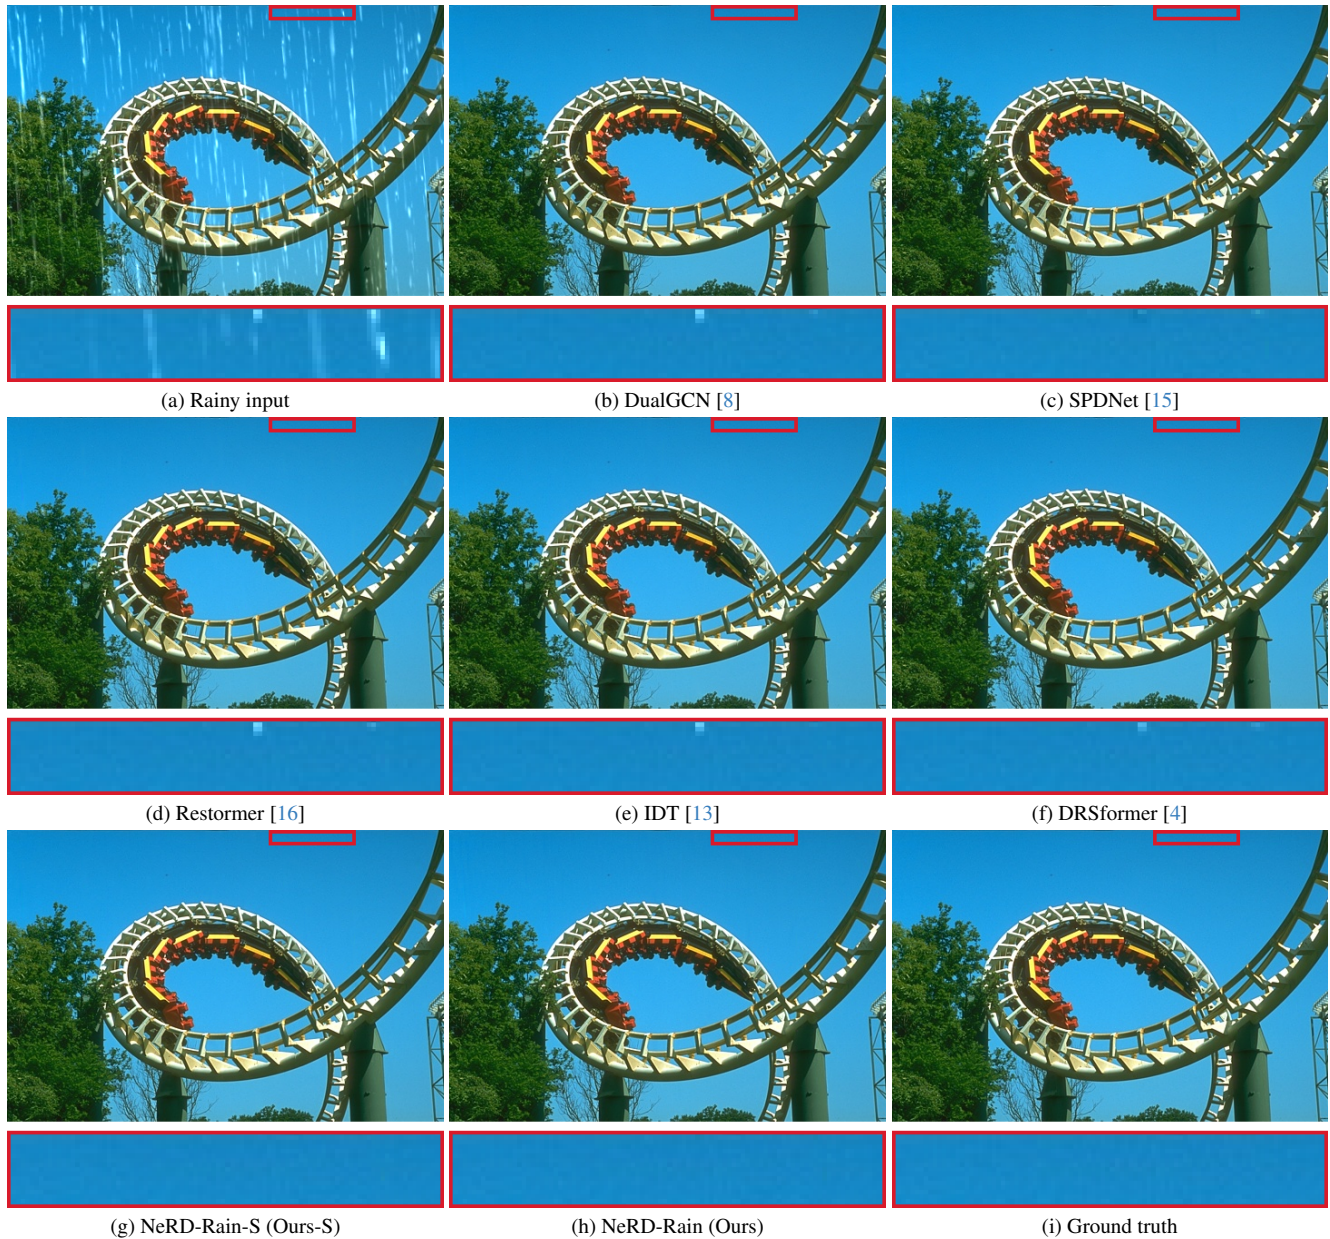 (a) Rainy input
(b) DualGCN [8]
(c) SPDNet [15]
(d) Restormer [16]
(e) IDT [13]
(f) DRSformer [4]
(g) NeRD-Rain-S (Ours-S)
(h) NeRD-Rain (Ours)
(i) Ground truth